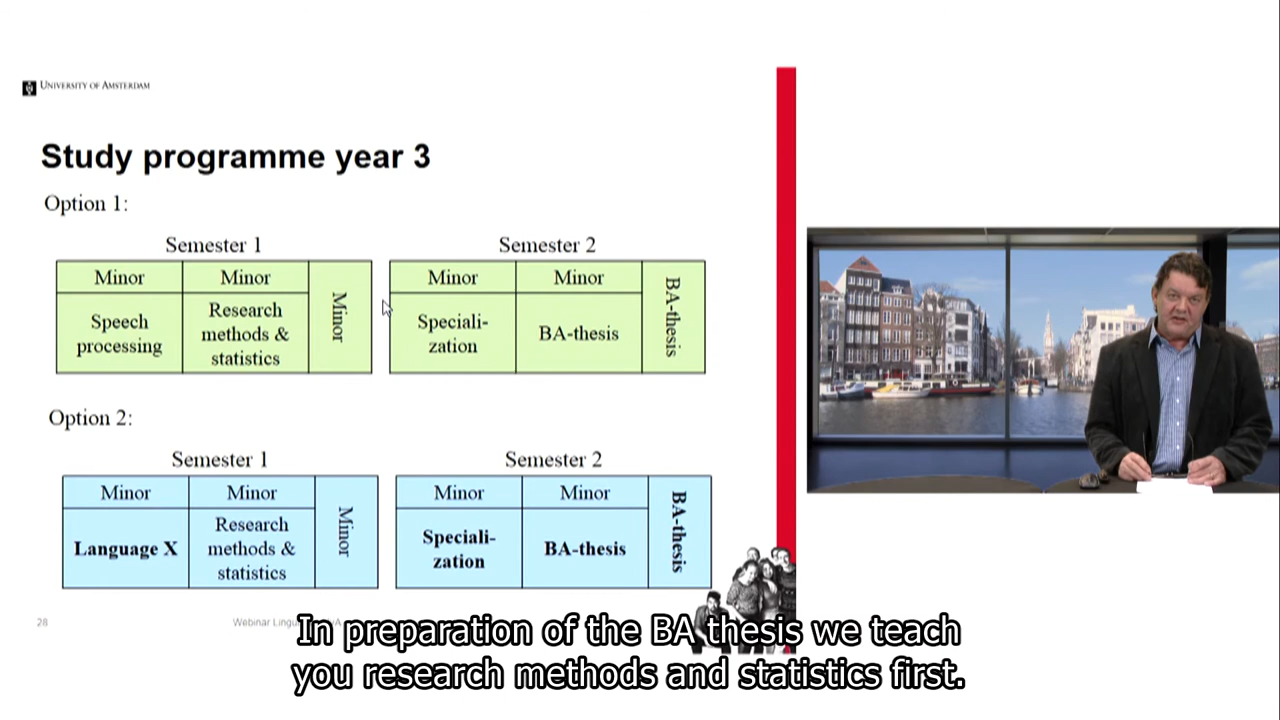 UNIVERSITY OF AMSTERDAM
Study programme year 3
Option 1:
Semester 1
Semester 2
Minor
Minor
Minor
Speech
processing
Research
methods &
statistics
Minor
Minor
BA-thesis
Speciali-
zation
BA-thesis
Option 2:
Semester 1
Semester 2
Minor
Minor
Minor
Language X
Research
methods &
statistics
Minor
Minor
BA-thesis
Speciali-
zation
BA-thesis
28
Webinar
In preparation of the BA thesis we teach
you research methods and statistics first.